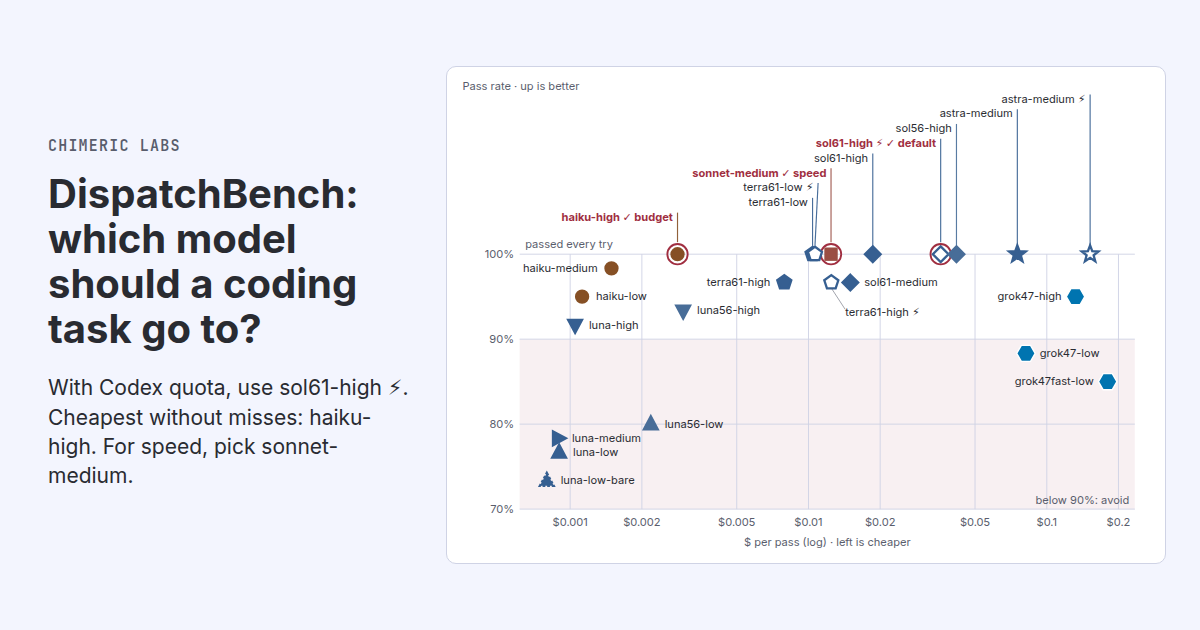 CHIMERIC LABS
DispatchBench:
which model
should a coding
task go to?
With Codex quota, use sol61-high ⚡.
Cheapest without misses: haiku-
high. For speed, pick sonnet-
medium.
Pass rate · up is better
astra-medium ⚡
astra-medium
sol56-high
sol61-high ⚡ ✓ default
sol61-high
sonnet-medium ✓ speed
terra61-low ⚡
terra61-low
haiku-high ✓ budget
passed every try
100%
haiku-medium
terra61-high
sol61-medium
haiku-low
grok47-high
luna56-high
terra61-high ⚡
luna-high
90%
grok47-low
grok47fast-low
80%
luna56-low
luna-medium
luna-low
luna-low-bare
below 90%: avoid
70%
$0.001
$0.002
$0.005
$0.01
$0.02
$0.05
$0.1
$0.2
$ per pass (log) · left is cheaper